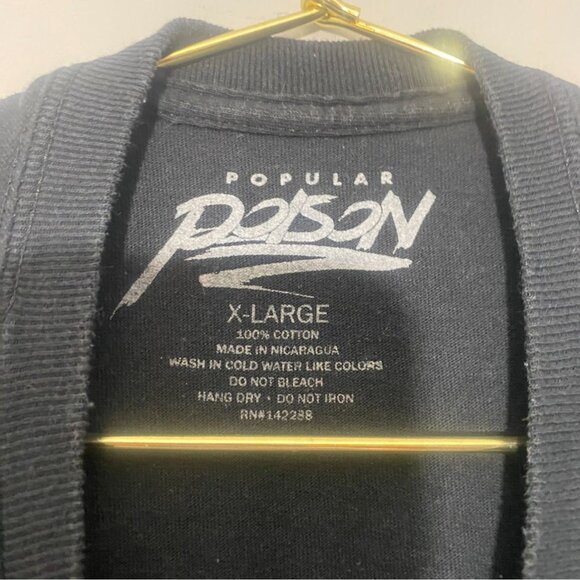 POPULAR
POISON
X-LARGE
100% COTTON
MADE IN NICARAGUA
WASH IN COLD WATER LIKE COLORS
DO NOT BLEACH
HANG DRY • DO NOT IRON
RN#142288